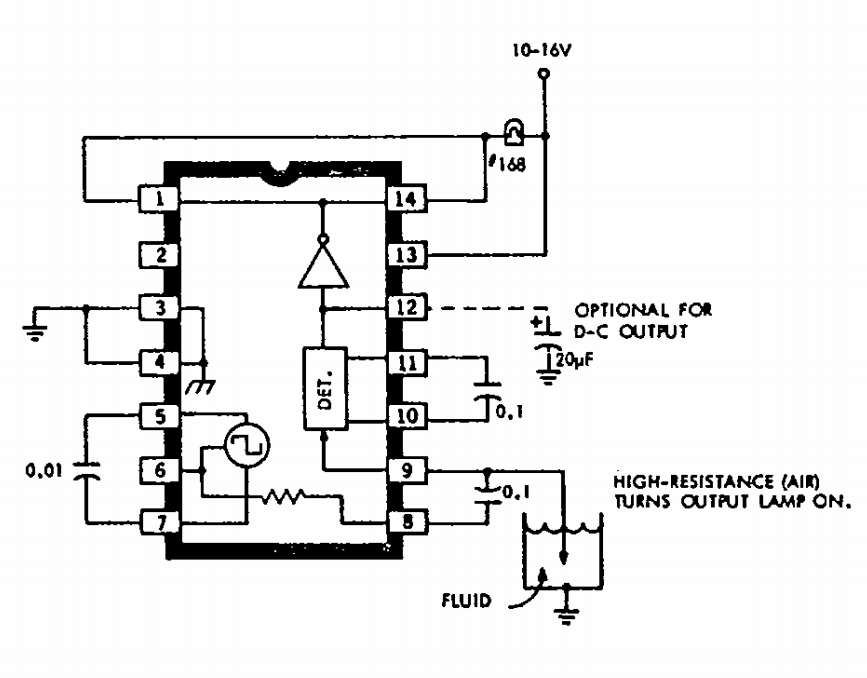 10-16V
#168
1
14
2
13
3
12
OPTIONAL FOR
D-C OUTPUT
+
20µF
4
11
DET.
0.1
5
10
0.01
6
9
HIGH-RESISTANCE (AIR)
TURNS OUTPUT LAMP ON.
0.1
7
8
FLUID